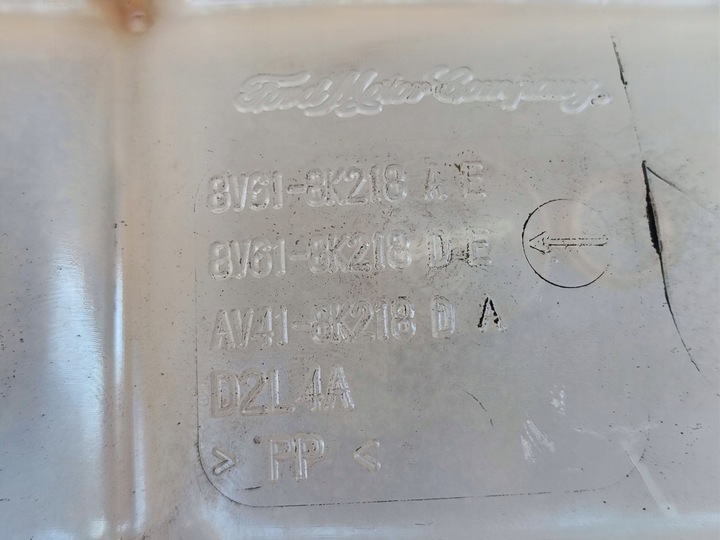 Ford Motor Company.
8V61-8K218 A E
8V61-8K218 D E
AV41-8K218 D A
D2L4A
> PP <